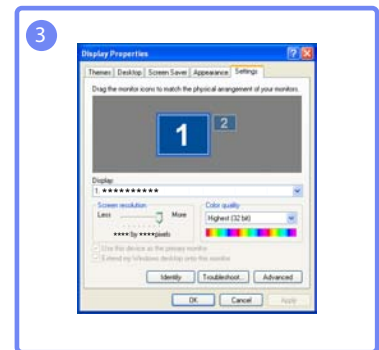 3
Display Properties
Themes Desktop Screen Saver Appearance Settings
Drag the monitor icons to match the physical arrangement of your monitors.
1 2
Display:
1. **********
Screen resolution
Less More
**** by **** pixels
Color quality
Highest (32 bit)
Use this device as the primary monitor
Extend my Windows desktop onto this monitor
Identify Troubleshoot... Advanced
OK Cancel Apply